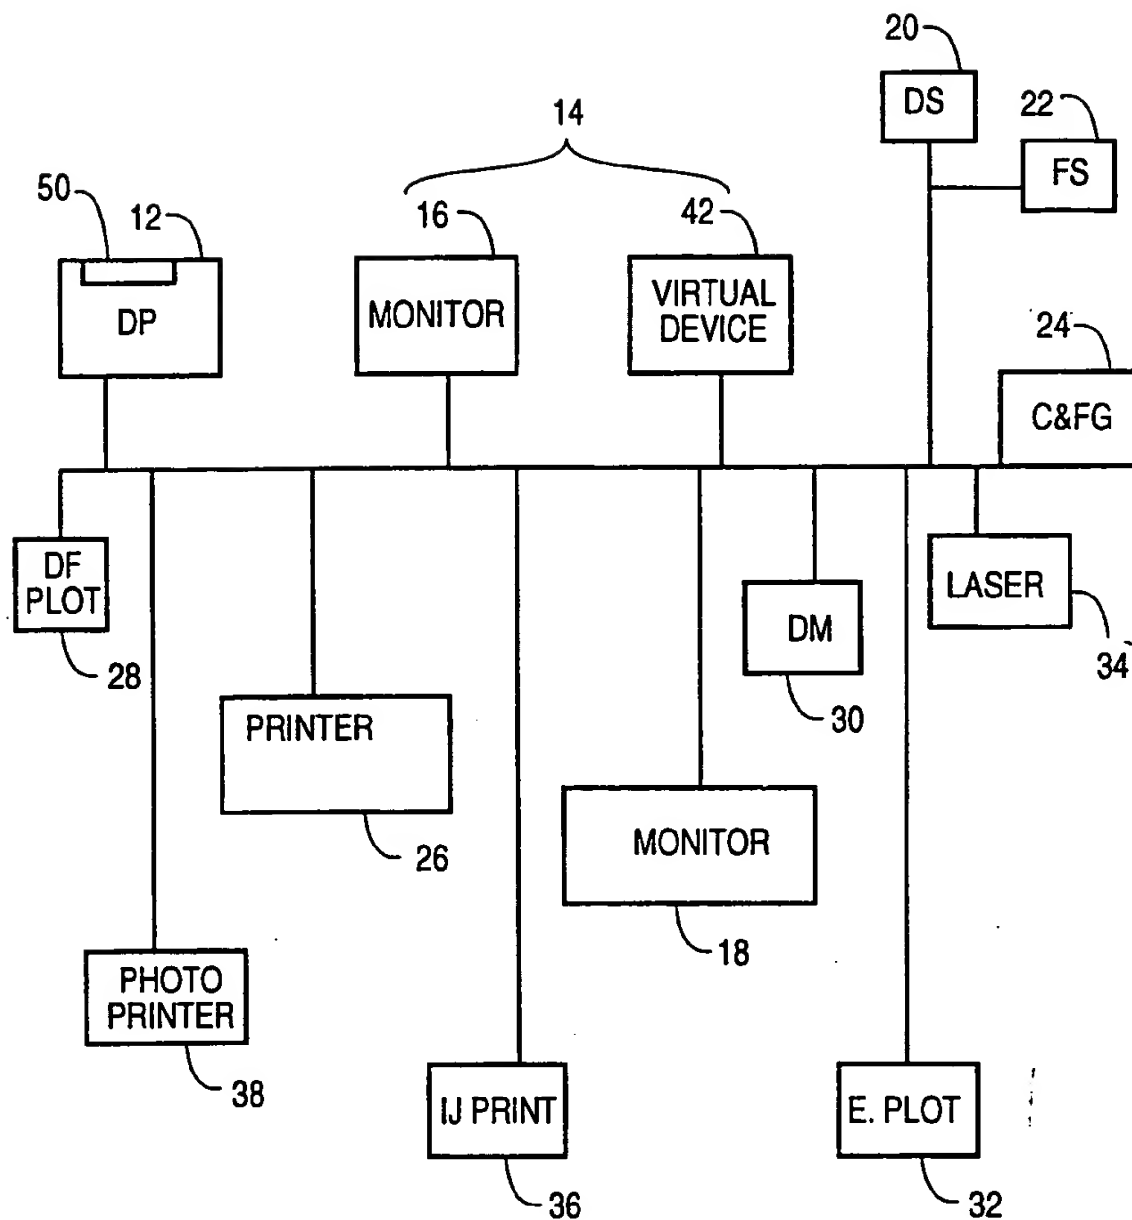 20
DS
22
FS
14
50
12
DP
16
MONITOR
42
VIRTUAL
DEVICE
24
C&FG
DF
PLOT
28
LASER
34
DM
30
PRINTER
26
MONITOR
18
PHOTO
PRINTER
38
IJ PRINT
36
E. PLOT
32